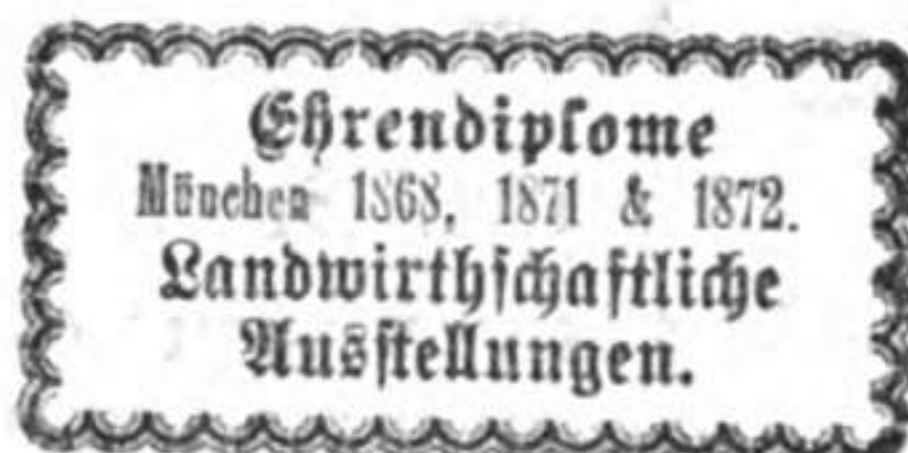 Ehrendiplome
München 1868, 1871 & 1872.
Landwirthschaftliche
Ausstellungen.